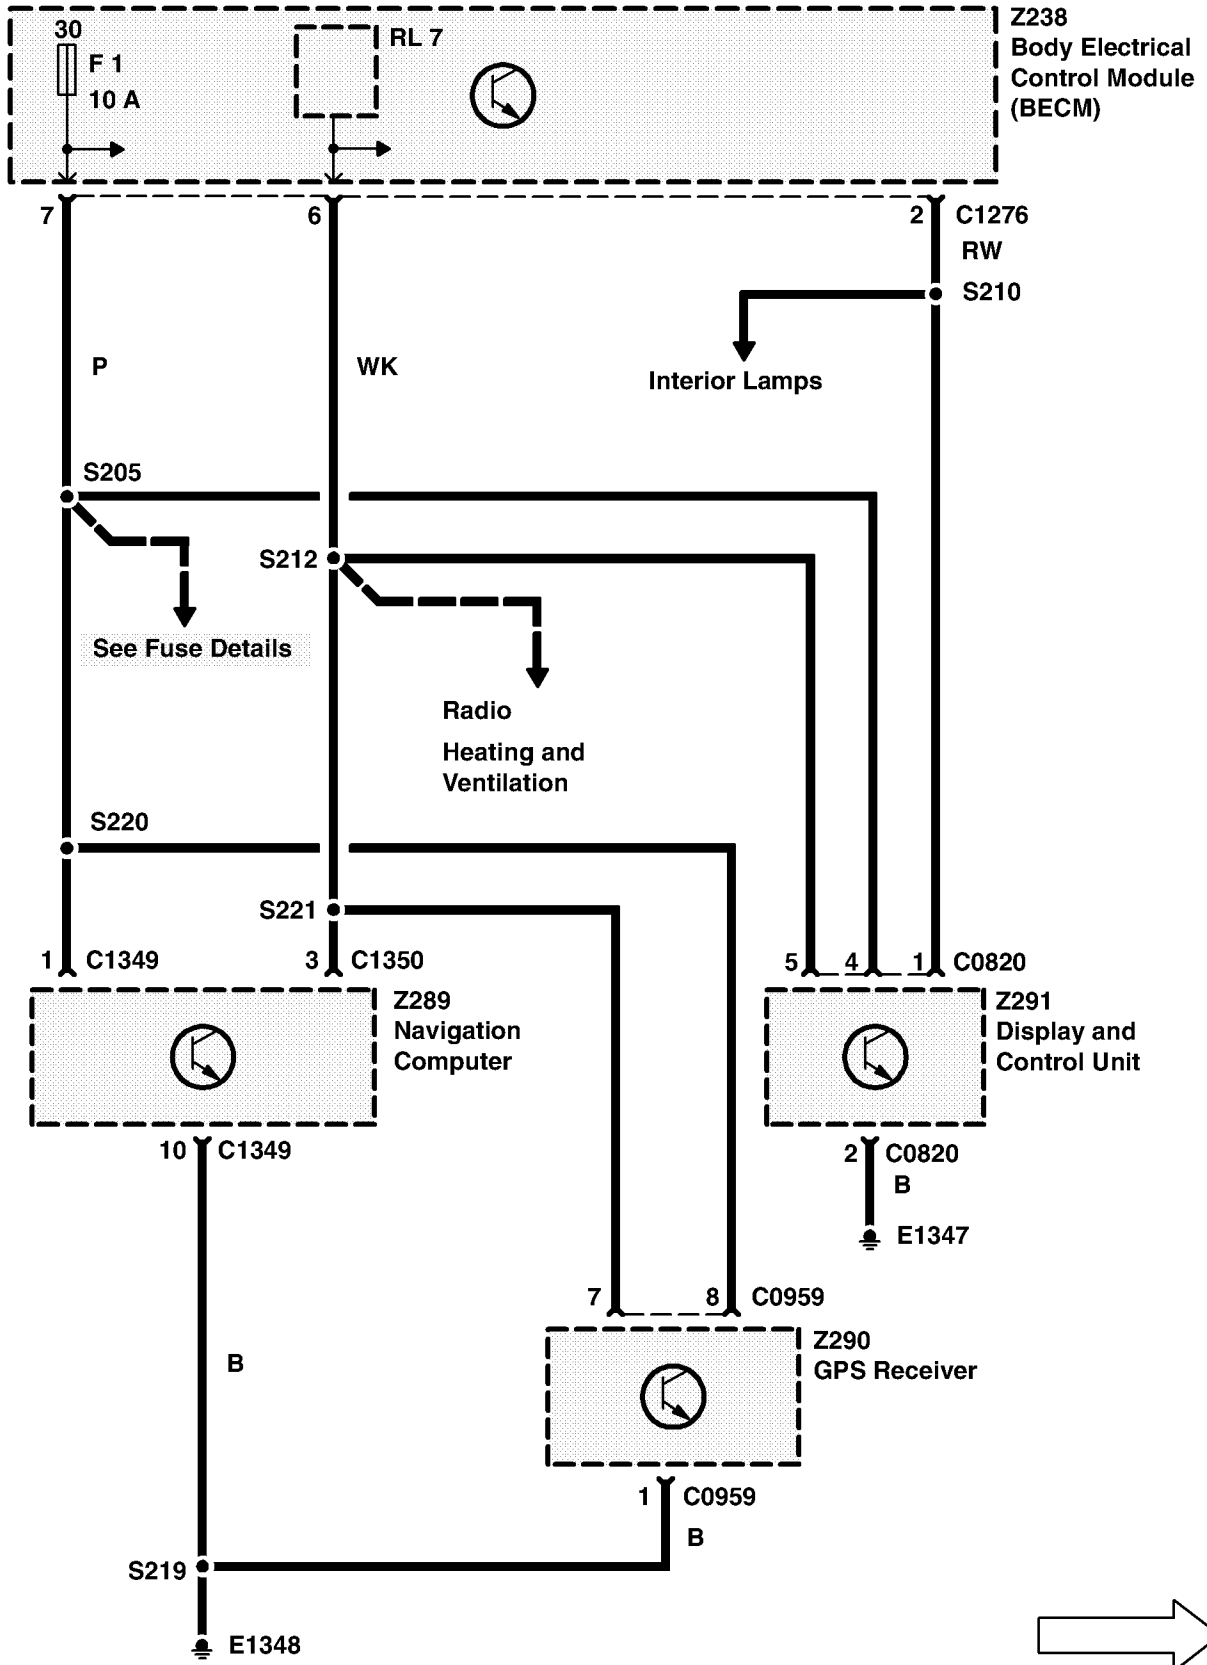 30
F 1
10 A
RL 7
Z238
Body Electrical
Control Module
(BECM)
7
6
2
C1276
RW
S210
P
WK
Interior Lamps
S205
S212
See Fuse Details
Radio
Heating and
Ventilation
S220
S221
1
C1349
3
C1350
5
4
1
C0820
Z289
Navigation
Computer
Z291
Display and
Control Unit
10
C1349
2
C0820
B
E1347
7
8
C0959
B
Z290
GPS Receiver
1
C0959
B
S219
E1348